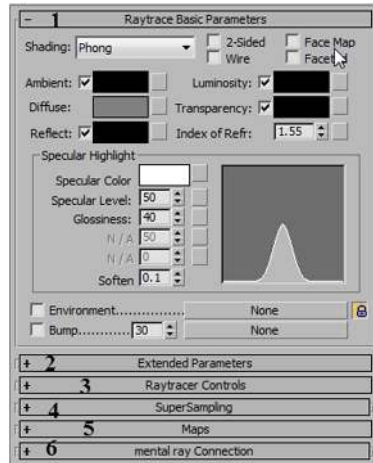 - 1 Raytrace Basic Parameters
Shading: Phong 2-Sided Face Map
Wire Faceted
Ambient: Luminosity:
Diffuse: Transparency:
Reflect: Index of Refr: 1.55
Specular Highlight
Specular Color
Specular Level: 50
Glossiness: 40
N/A 50
N/A 0
Soften 0.1
Environment................ None
Bump............ 30 None
+ 2 Extended Parameters
+ 3 Raytracer Controls
+ 4 SuperSampling
+ 5 Maps
+ 6 mental ray Connection